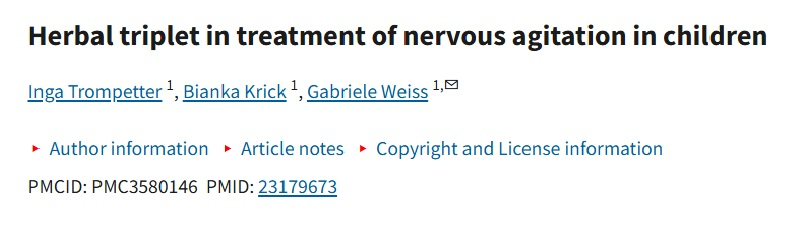 Herbal triplet in treatment of nervous agitation in children
Inga Trompetter 1, Bianka Krick 1, Gabriele Weiss 1,✉
▸ Author information ▸ Article notes ▸ Copyright and License information
PMCID: PMC3580146 PMID: 23179673